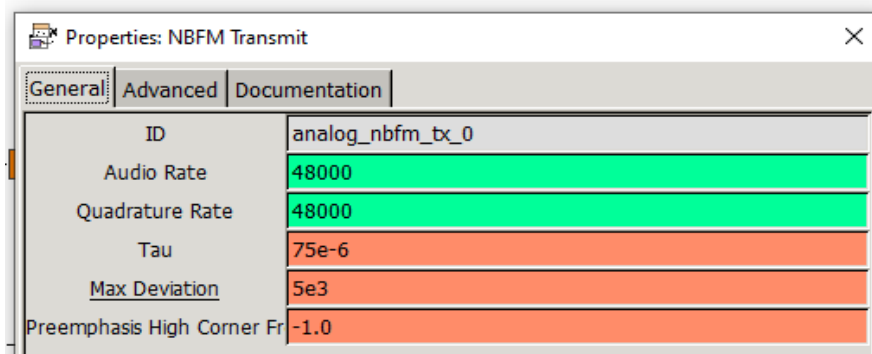 Properties: NBFM Transmit
General Advanced Documentation
ID analog_nbfm_tx_0
Audio Rate 48000
Quadrature Rate 48000
Tau 75e-6
Max Deviation 5e3
Preemphasis High Corner Fr -1.0